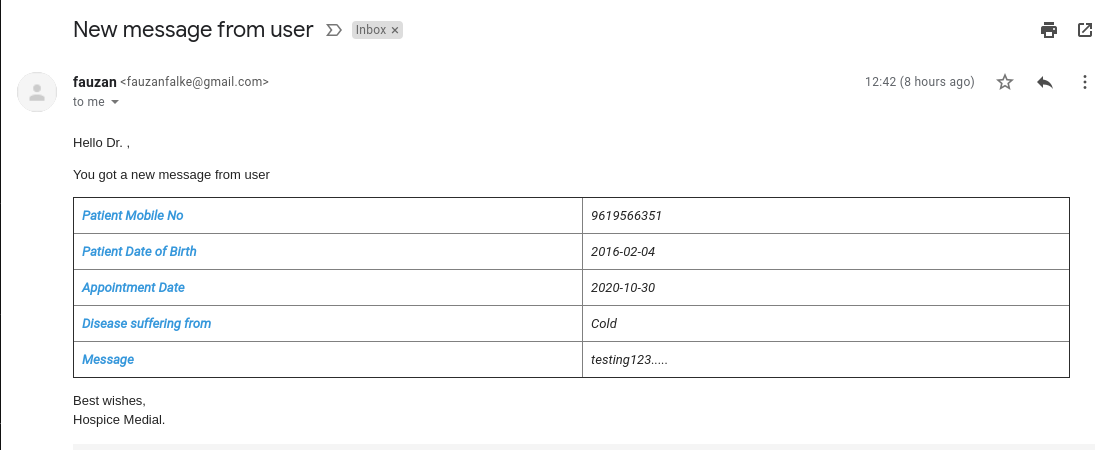 New message from user Inbox ×
fauzan <fauzanfalke@gmail.com> 12:42 (8 hours ago)
to me
Hello Dr. ,
You got a new message from user
Patient Mobile No 9619566351
Patient Date of Birth 2016-02-04
Appointment Date 2020-10-30
Disease suffering from Cold
Message testing123.....
Best wishes,
Hospice Medial.